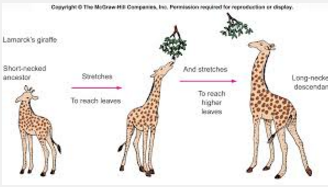 Copyright © The McGraw-Hill Companies, Inc. Permission required for reproduction or display.
Lamarck's giraffe
Short-necked
ancestor
Stretches
To reach leaves
And stretches
To reach
higher
leaves
Long-necke
descendan